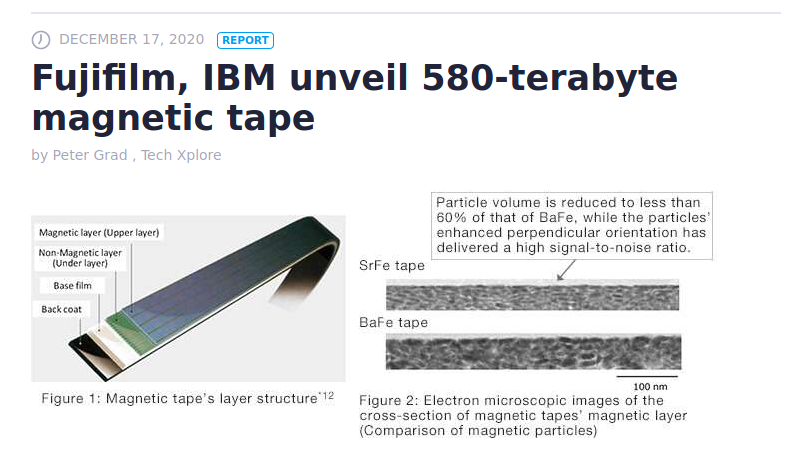 DECEMBER 17, 2020 REPORT
Fujifilm, IBM unveil 580-terabyte
magnetic tape
by Peter Grad , Tech Xplore
Magnetic layer (Upper layer)
Non-Magnetic layer
(Under layer)
Base film
Back coat
Figure 1: Magnetic tape's layer structure*12
Particle volume is reduced to less than
60% of that of BaFe, while the particles'
enhanced perpendicular orientation has
delivered a high signal-to-noise ratio.
SrFe tape
BaFe tape
100 nm
Figure 2: Electron microscopic images of the
cross-section of magnetic tapes' magnetic layer
(Comparison of magnetic particles)